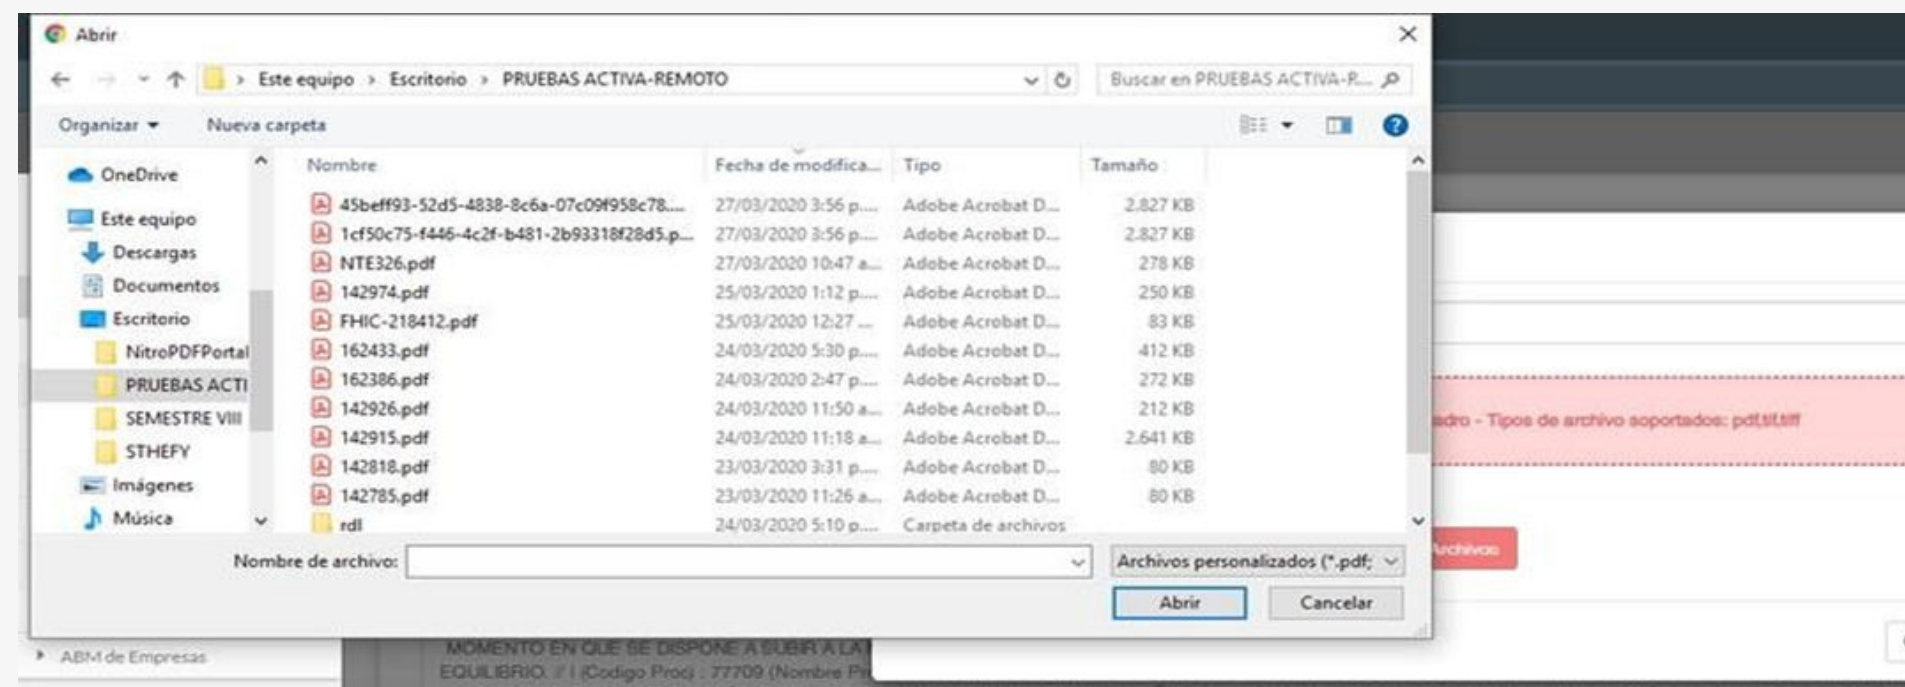 Abrir
Este equipo > Escritorio > PRUEBAS ACTIVA-REMOTO
Buscar en PRUEBAS ACTIVA-R...
Organizar
Nueva carpeta
OneDrive
Este equipo
Descargas
Documentos
Escritorio
NitroPDFPortal
PRUEBAS ACTI
SEMESTRE VIII
STHEFY
Imágenes
Música
Nombre Fecha de modifica... Tipo Tamaño
45beff93-52d5-4838-8c6a-07c09f958c78.... 27/03/2020 3:56 p.... Adobe Acrobat D... 2.827 KB
1cf50c75-f446-4c2f-b481-2b93318f28d5.p... 27/03/2020 3:56 p.... Adobe Acrobat D... 2.827 KB
NTE326.pdf 27/03/2020 10:47 a... Adobe Acrobat D... 278 KB
142974.pdf 25/03/2020 1:12 p.... Adobe Acrobat D... 250 KB
FHIC-218412.pdf 25/03/2020 12:27 ... Adobe Acrobat D... 83 KB
162433.pdf 24/03/2020 5:30 p.... Adobe Acrobat D... 412 KB
162386.pdf 24/03/2020 2:47 p.... Adobe Acrobat D... 272 KB
142926.pdf 24/03/2020 11:50 a... Adobe Acrobat D... 212 KB
142915.pdf 24/03/2020 11:18 a... Adobe Acrobat D... 2.641 KB
142818.pdf 23/03/2020 3:31 p.... Adobe Acrobat D... 80 KB
142785.pdf 23/03/2020 11:26 a... Adobe Acrobat D... 80 KB
rdl 24/03/2020 5:10 p.... Carpeta de archivos
Nombre de archivo:
Archivos personalizados (*.pdf;
Abrir
Cancelar
adro - Tipos de archivo soportados: pdf,tif,tiff
Archivos
ABM de Empresas
MOMENTO EN QUE SE DISPONE A SUBIR A LA
EQUILIBRIO. // | (Codigo Proc) : 77709 (Nombre